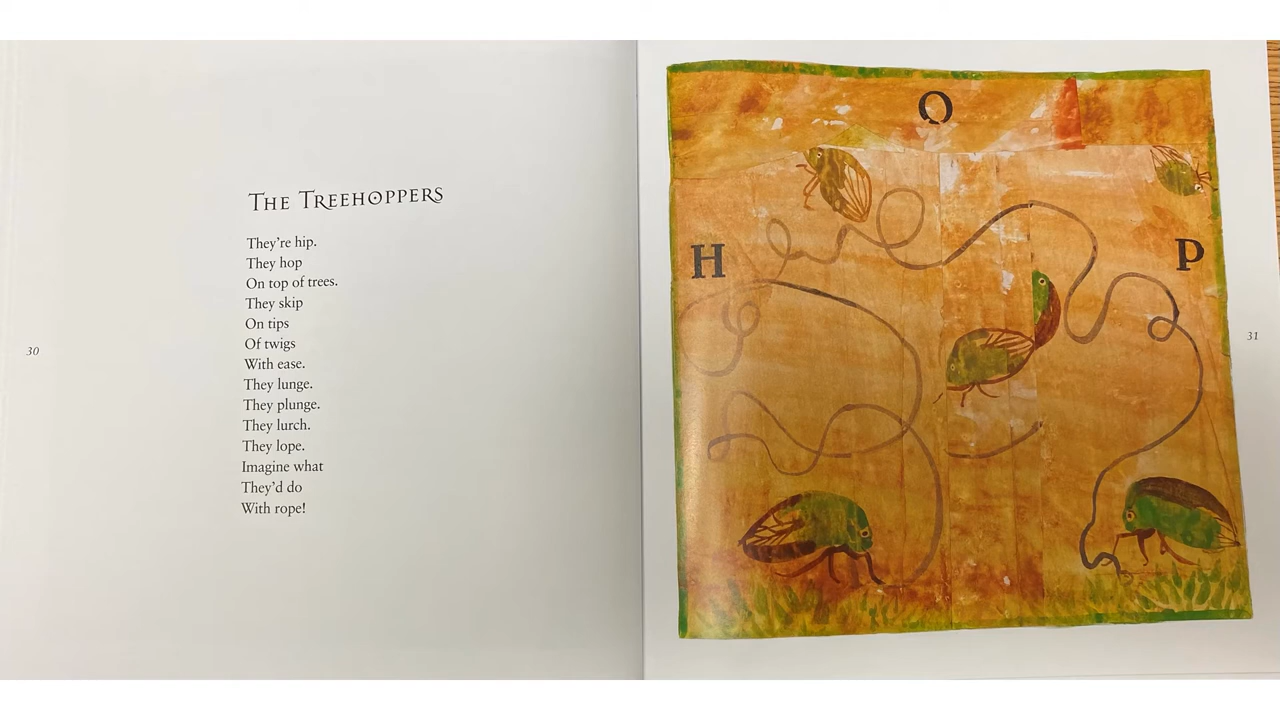 The Treehoppers
They're hip.
They hop
On top of trees.
They skip
On tips
Of twigs
With ease.
They lunge.
They plunge.
They lurch.
They lope.
Imagine what
They'd do
With rope!
30
O
H
P
31